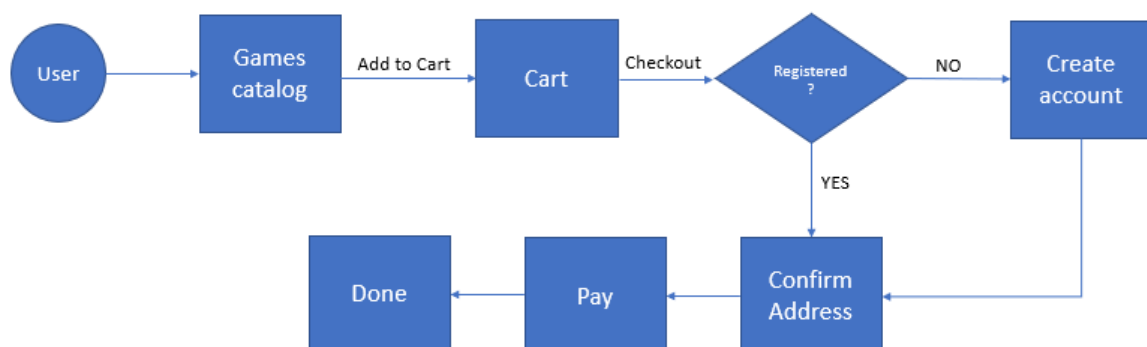 User
Games
catalog
Add to Cart
Cart
Checkout
Registered
?
NO
Create
account
YES
Done
Pay
Confirm
Address